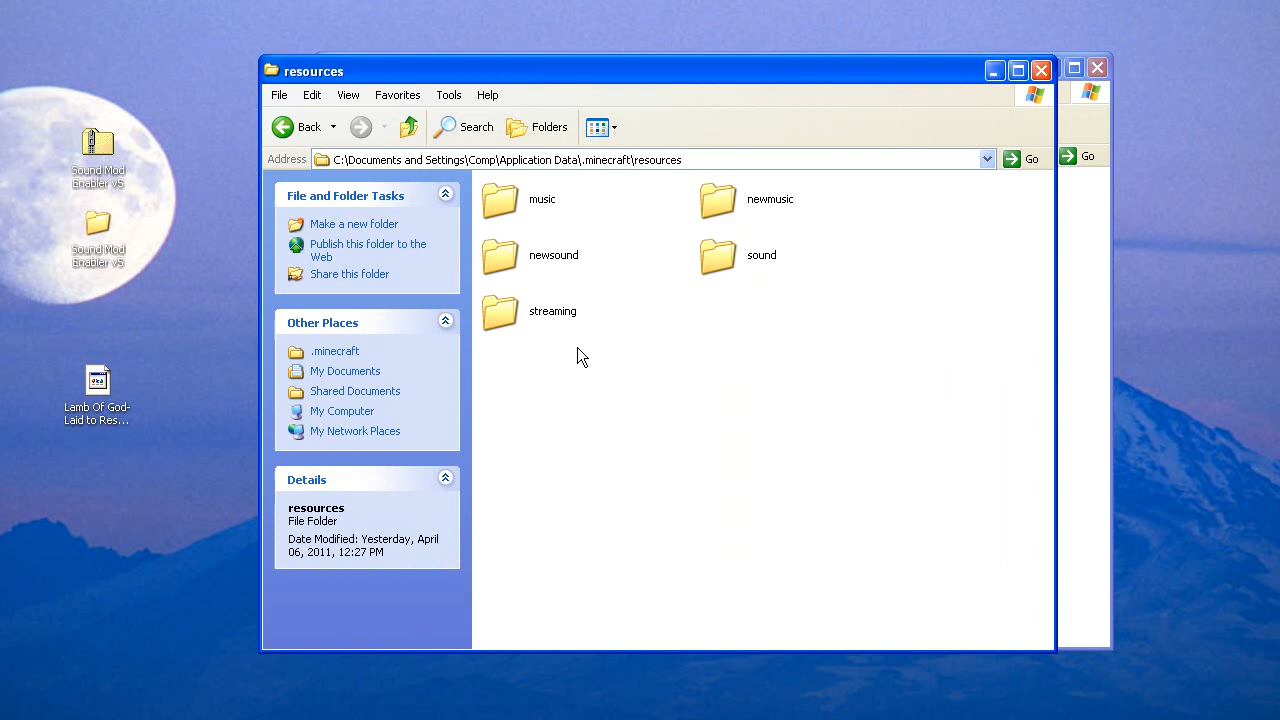 resources
File Edit View Favorites Tools Help
Back Search Folders
Address C:\Documents and Settings\Comp\Application Data\.minecraft\resources Go
Go
Sound Mod
Enabler v5
Sound Mod
Enabler v5
Lamb Of God-
Laid to Res...
File and Folder Tasks
Make a new folder
Publish this folder to the
Web
Share this folder
Other Places
.minecraft
My Documents
Shared Documents
My Computer
My Network Places
Details
resources
File Folder
Date Modified: Yesterday, April
06, 2011, 12:27 PM
music
newmusic
newsound
sound
streaming